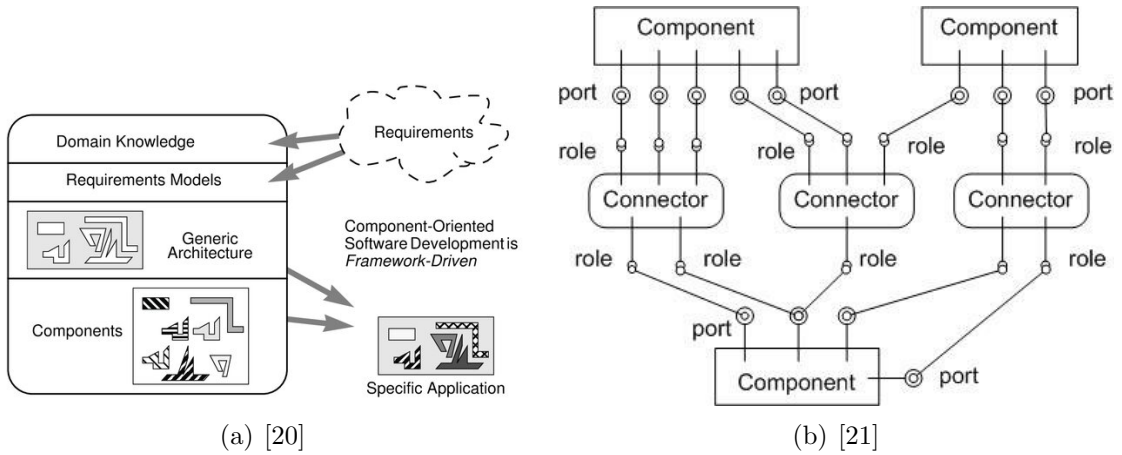 Domain Knowledge
Requirements
Requirements Models
Generic
Architecture
Component-Oriented
Software Development is
Framework-Driven
Components
Specific Application
(a) [20]
Component
Component
port
port
port
role
role
role
Connector
Connector
Connector
role
role
role
role
port
Component
port
(b) [21]